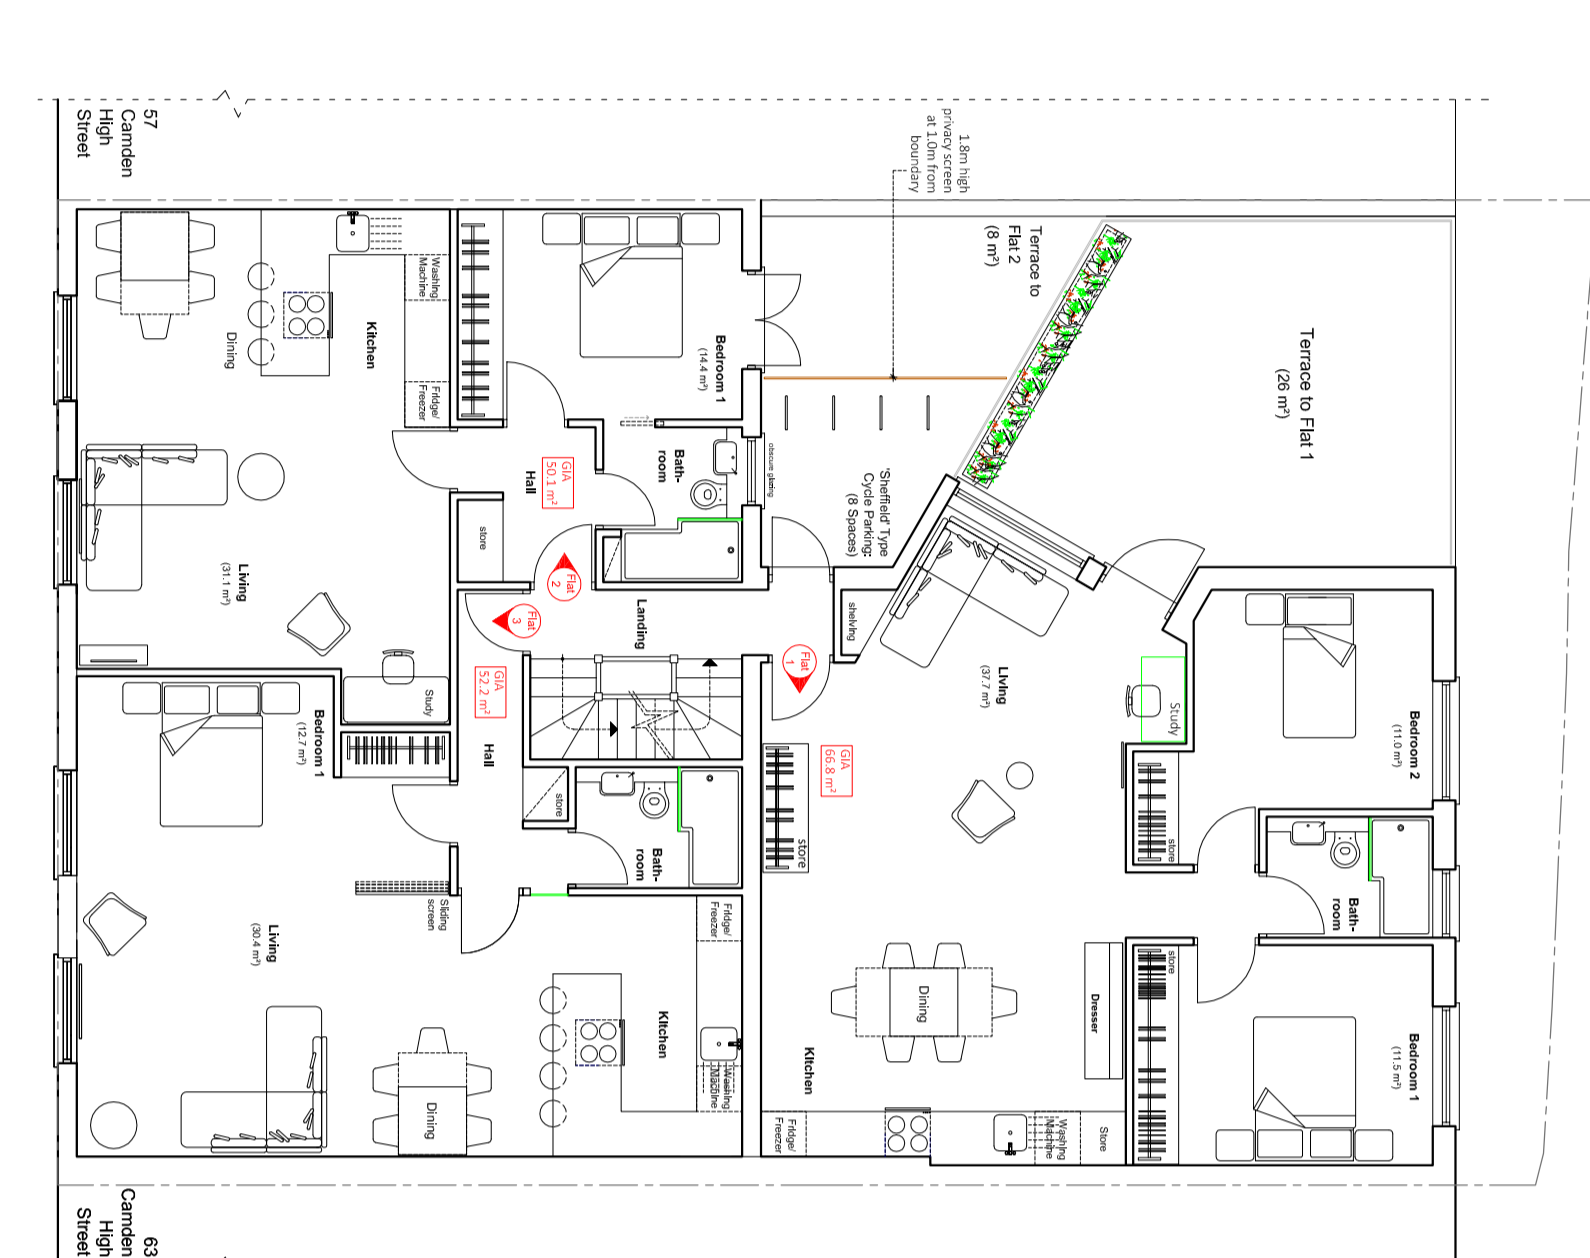 57
Camden
High
Street
1.8m high
privacy screen
at 1.0m from
boundary
Terrace to
Flat 2
(8 m²)
Terrace to Flat 1
(26 m²)
Washing
Machine
Kitchen
Fridge/
Freezer
Dining
Bedroom 1
(14.4 m²)
Bath-
room
obscure glazing
'Sheffield' Type
Cycle Parking:
(8 Spaces)
GIA
50.1 m²
Hall
store
Living
(31.1 m²)
Flat
2
Flat
3
Landing
Flat
1
shelving
Living
(37.7 m²)
Study
Bedroom 2
(11.0 m²)
Study
GIA
52.2 m²
Hall
Bedroom 1
(12.7 m²)
GIA
66.8 m²
store
store
store
Bath-
room
Bath-
room
Sliding
screen
Fridge/
Freezer
Living
(30.4 m²)
store
Dining
Dresser
Kitchen
Kitchen
Bedroom 1
(11.5 m²)
Washing
Machine
Dining
Fridge/
Freezer
Washing
Machine
Store
63
Camden
High
Street